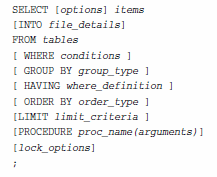 SELECT [options] items
[INTO file_details]
FROM tables
[ WHERE conditions ]
[ GROUP BY group_type ]
[ HAVING where_definition ]
[ ORDER BY order_type ]
[LIMIT limit_criteria ]
[PROCEDURE proc_name(arguments)]
[lock_options]
;